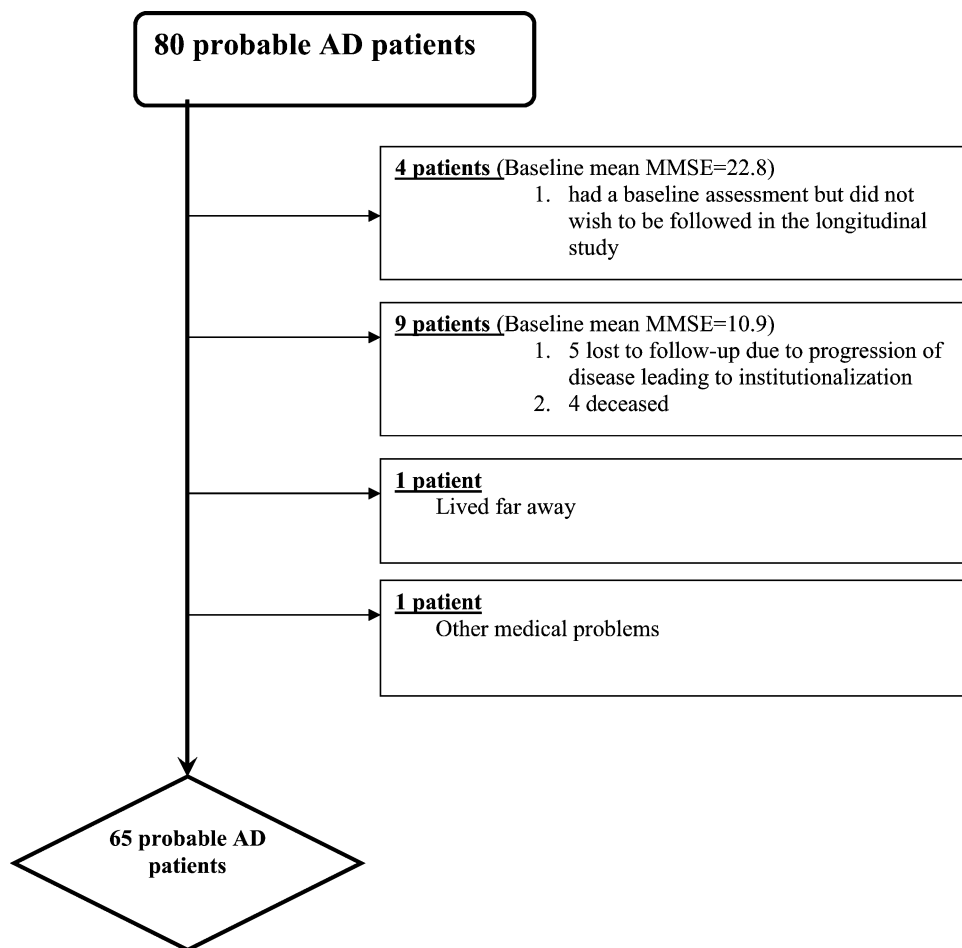 80 probable AD patients
4 patients (Baseline mean MMSE=22.8)
1. had a baseline assessment but did not
wish to be followed in the longitudinal
study
9 patients (Baseline mean MMSE=10.9)
1. 5 lost to follow-up due to progression of
disease leading to institutionalization
2. 4 deceased
1 patient
Lived far away
1 patient
Other medical problems
65 probable AD
patients